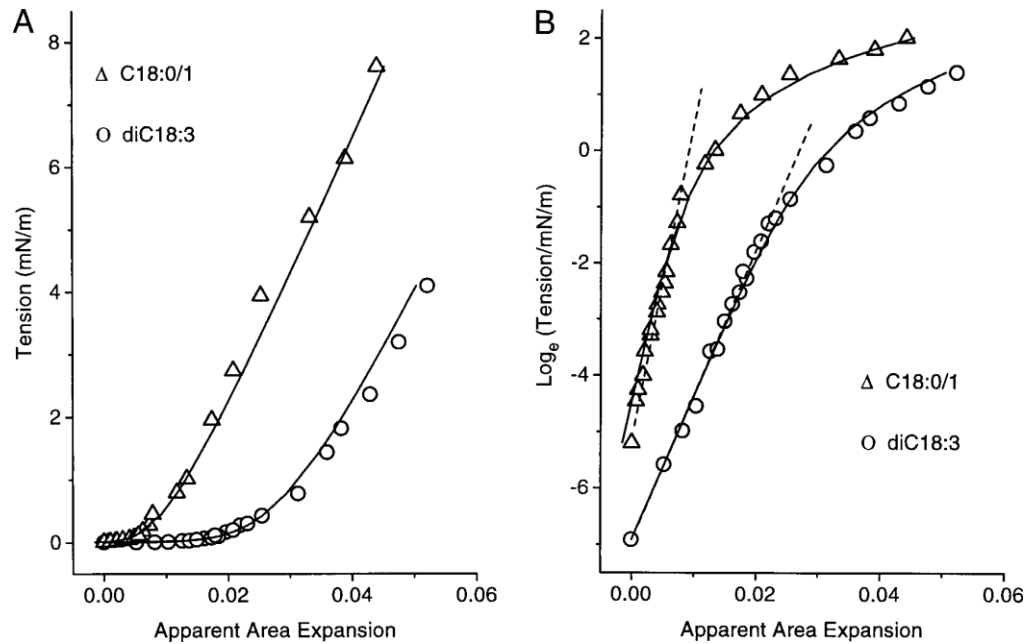 A
8
6
4
2
0
Tension (mN/m)
Δ C18:0/1
O diC18:3
0.00
0.02
0.04
0.06
Apparent Area Expansion
B
2
0
-2
-4
-6
Log_e (Tension/mN/m)
Δ C18:0/1
O diC18:3
0.00
0.02
0.04
0.06
Apparent Area Expansion